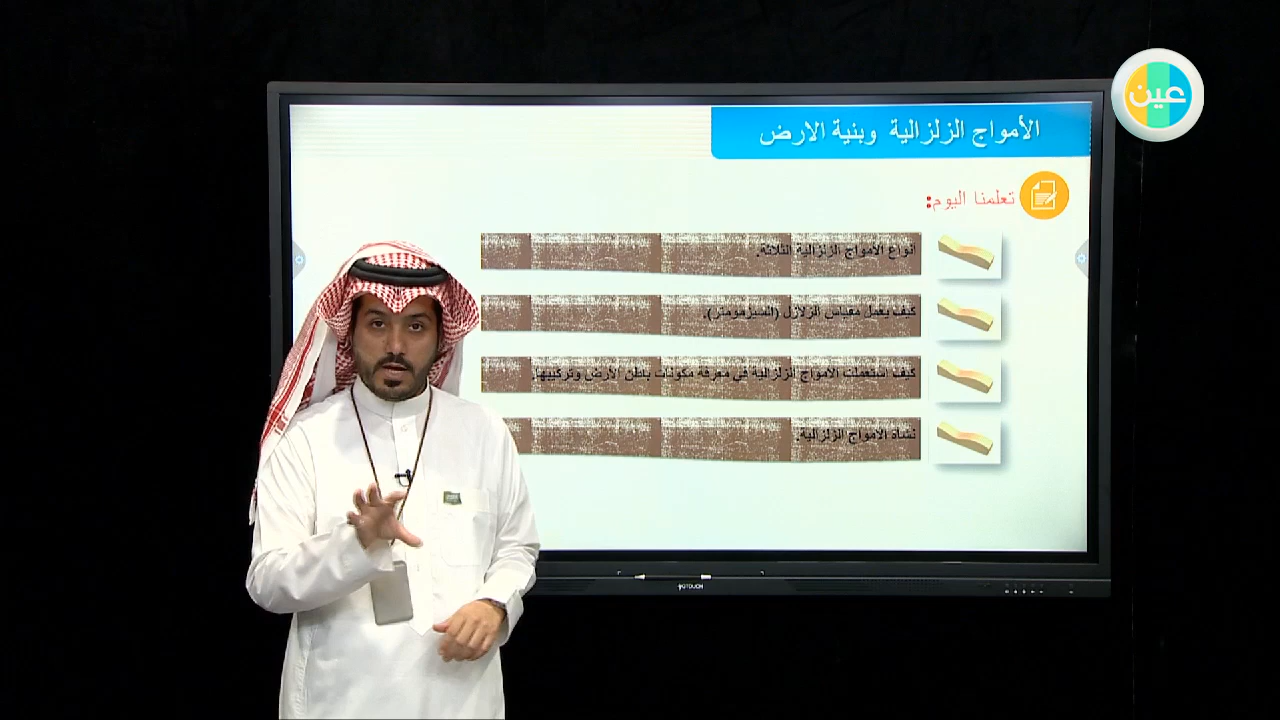 عين
الأمواج الزلزالية وبنية الارض
تعلمنا اليوم:
أنواع الأمواج الزلزالية الثلاثة.
كيف يعمل مقياس الزلازل (السيزمومتر).
كيف استعملت الأمواج الزلزالية في معرفة مكونات باطن الأرض وتركيبها.
نشأة الأمواج الزلزالية.